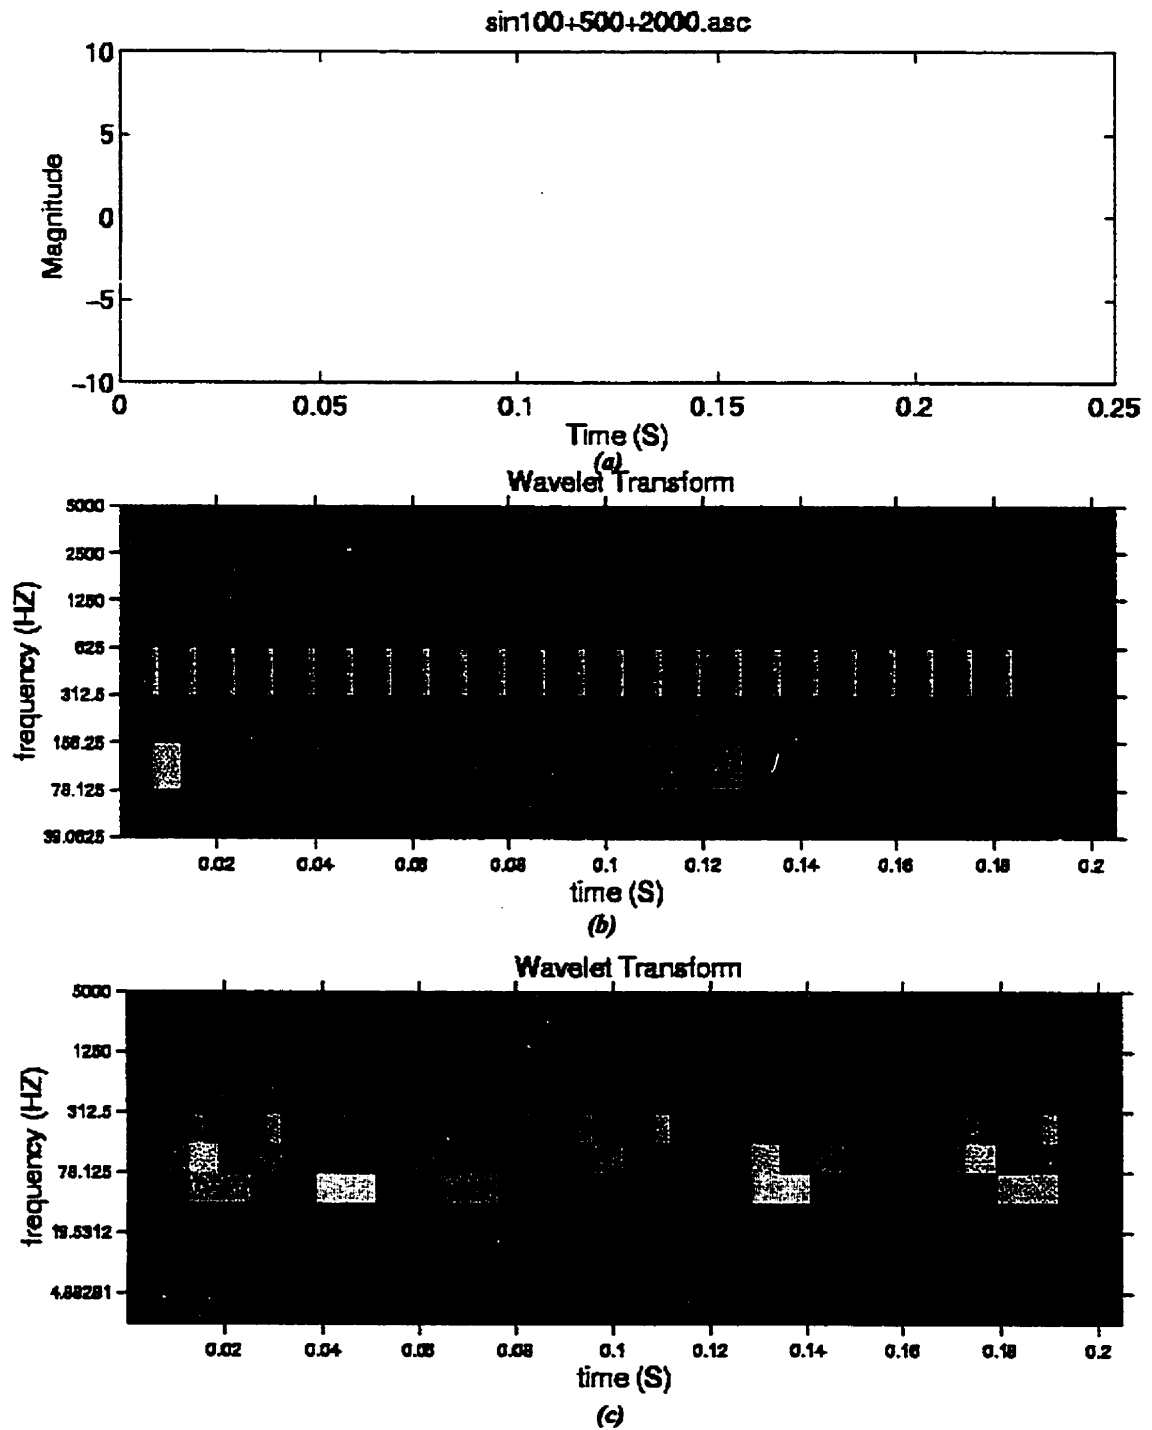 sin100+500+2000.asc
10
5
0
-5
-10
Magnitude
0 0.05 0.1 0.15 0.2 0.25
Time (S)
(a)
Wavelet Transform
5000
2500
1250
625
312.5
156.25
78.125
39.0625
frequency (HZ)
0.02 0.04 0.06 0.08 0.1 0.12 0.14 0.16 0.18 0.2
time (S)
(b)
Wavelet Transform
5000
1250
312.5
78.125
19.5312
4.88281
frequency (HZ)
0.02 0.04 0.06 0.08 0.1 0.12 0.14 0.16 0.18 0.2
time (S)
(c)